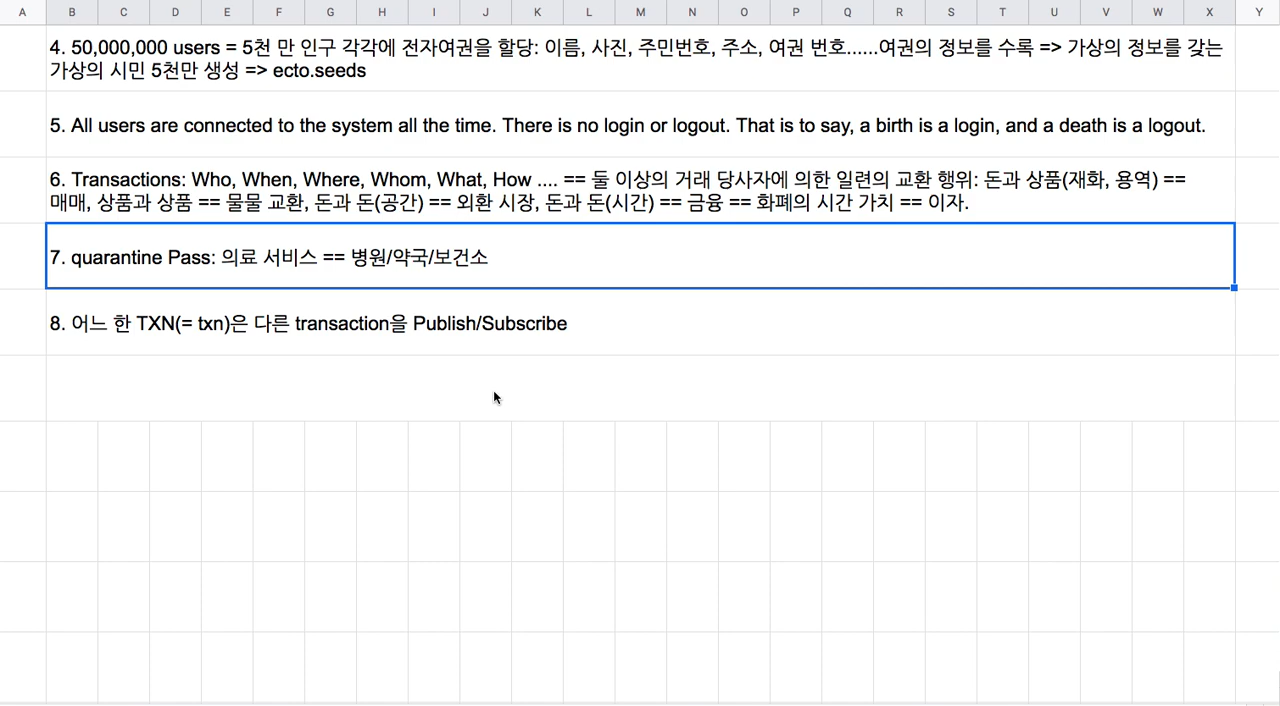 A B C D E F G H I J K L M N O P Q R S T U V W X Y
4. 50,000,000 users = 5천 만 인구 각각에 전자여권을 할당: 이름, 사진, 주민번호, 주소, 여권 번호......여권의 정보를 수록 => 가상의 정보를 갖는
가상의 시민 5천만 생성 => ecto.seeds
5. All users are connected to the system all the time. There is no login or logout. That is to say, a birth is a login, and a death is a logout.
6. Transactions: Who, When, Where, Whom, What, How .... == 둘 이상의 거래 당사자에 의한 일련의 교환 행위: 돈과 상품(재화, 용역) ==
매매, 상품과 상품 == 물물 교환, 돈과 돈(공간) == 외환 시장, 돈과 돈(시간) == 금융 == 화폐의 시간 가치 == 이자.
7. quarantine Pass: 의료 서비스 == 병원/약국/보건소
8. 어느 한 TXN(= txn)은 다른 transaction을 Publish/Subscribe